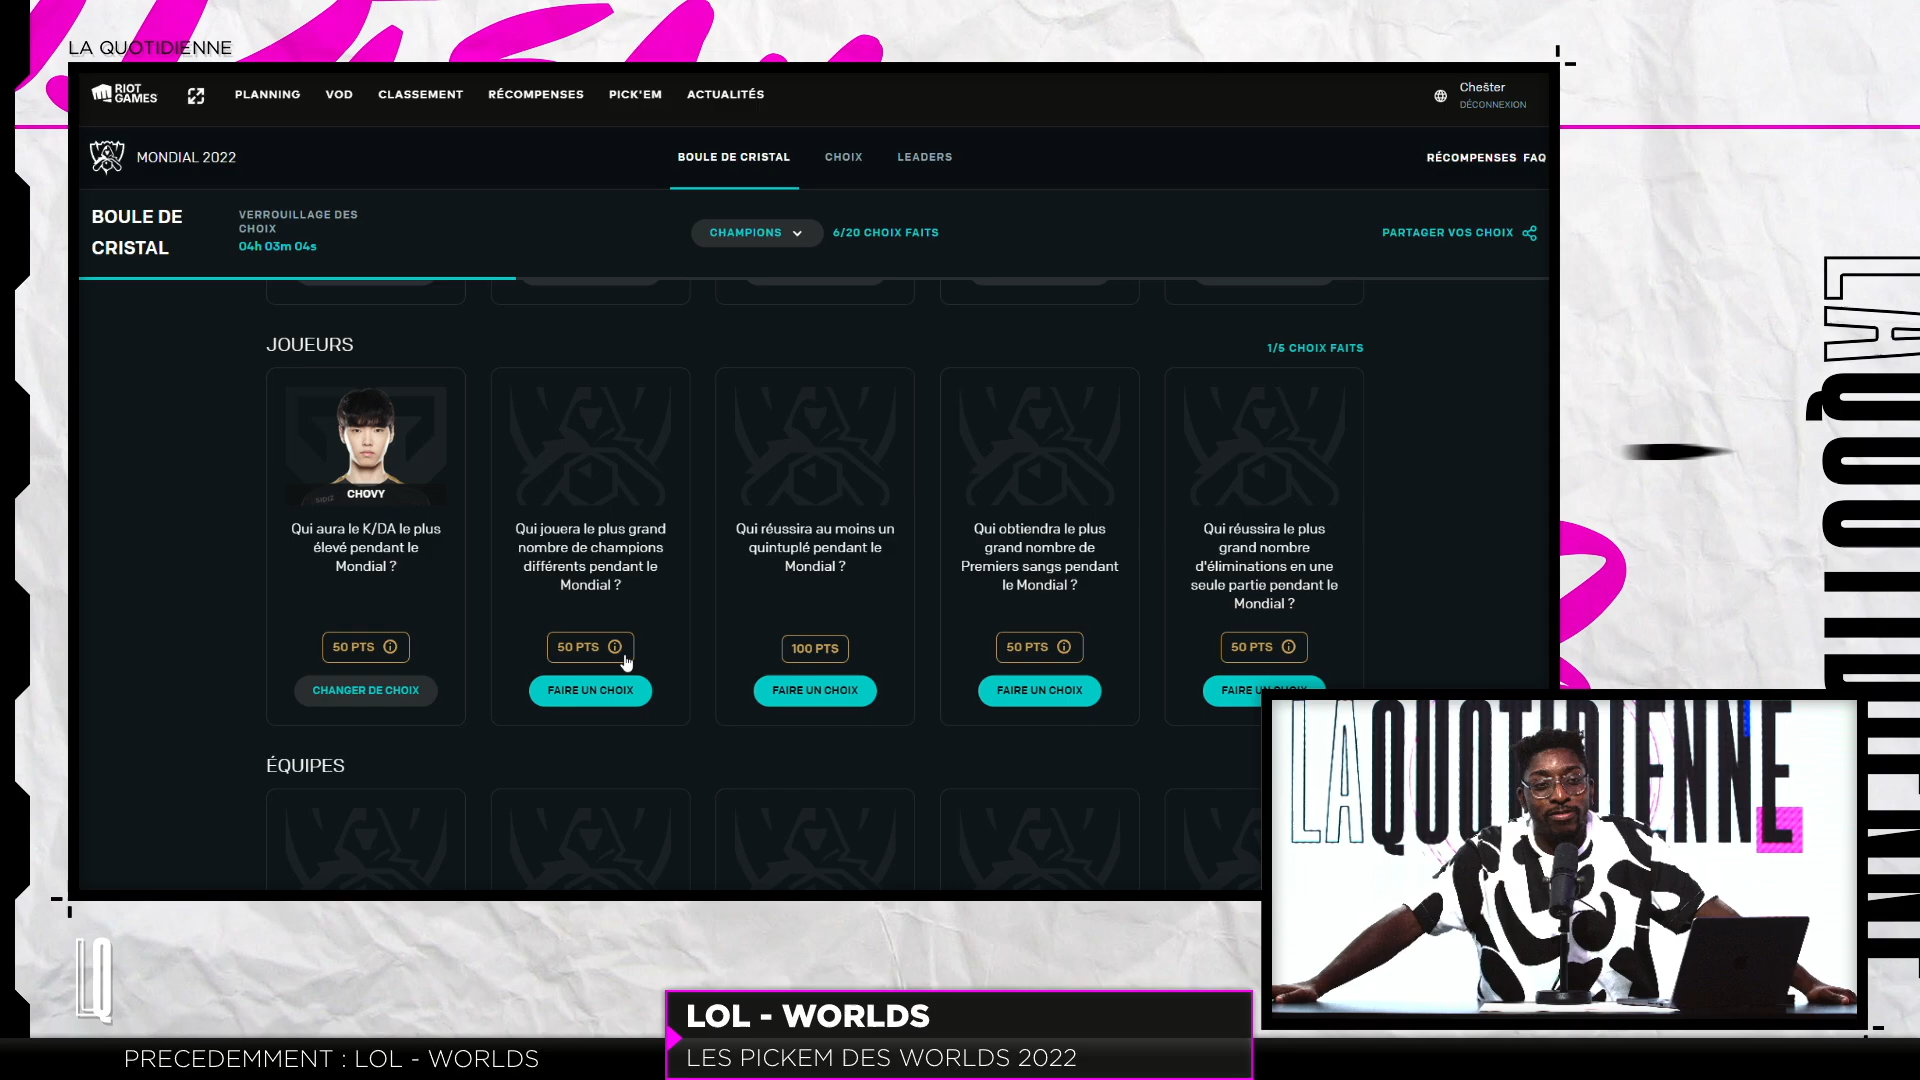 LA QUOTIDIENNE
RIOT GAMES
PLANNING
VOD
CLASSEMENT
RÉCOMPENSES
PICK'EM
ACTUALITÉS
Chešter
DÉCONNEXION
MONDIAL 2022
BOULE DE CRISTAL
CHOIX
LEADERS
RÉCOMPENSES FAQ
BOULE DE
CRISTAL
VERROUILLAGE DES
CHOIX
04h 03m 04s
CHAMPIONS
6/20 CHOIX FAITS
PARTAGER VOS CHOIX
JOUEURS
1/5 CHOIX FAITS
CHOVY
Qui aura le K/DA le plus
élevé pendant le
Mondial ?
50 PTS
CHANGER DE CHOIX
Qui jouera le plus grand
nombre de champions
différents pendant le
Mondial ?
50 PTS
FAIRE UN CHOIX
Qui réussira au moins un
quintuplé pendant le
Mondial ?
100 PTS
FAIRE UN CHOIX
Qui obtiendra le plus
grand nombre de
Premiers sangs pendant
le Mondial ?
50 PTS
FAIRE UN CHOIX
Qui réussira le plus
grand nombre
d'éliminations en une
seule partie pendant le
Mondial ?
50 PTS
FAIRE UN CHOIX
ÉQUIPES
LA QUOTIDIENNE
LAQUOTIDIENNE
LQ
LOL - WORLDS
LES PICKEM DES WORLDS 2022
PRECEDEMMENT : LOL - WORLDS